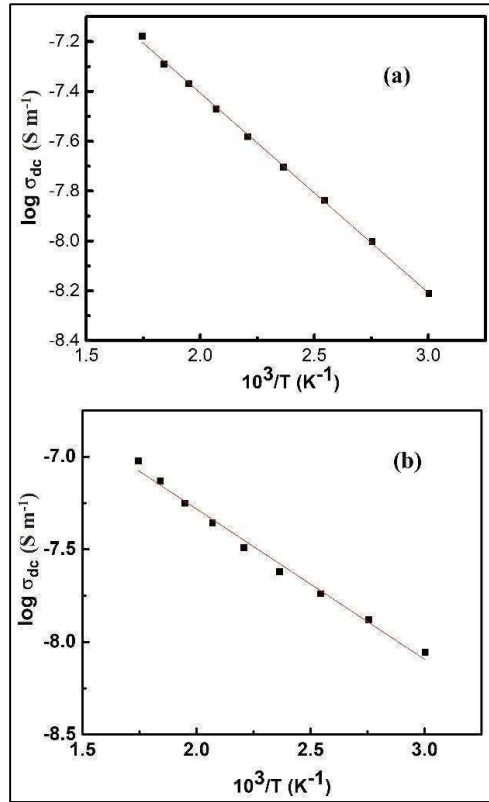 (a)
log σdc (S m⁻¹)
-7.2
-7.4
-7.6
-7.8
-8.0
-8.2
-8.4
1.5 2.0 2.5 3.0
10³/T (K⁻¹)
(b)
log σdc (S m⁻¹)
-7.0
-7.5
-8.0
-8.5
1.5 2.0 2.5 3.0
10³/T (K⁻¹)